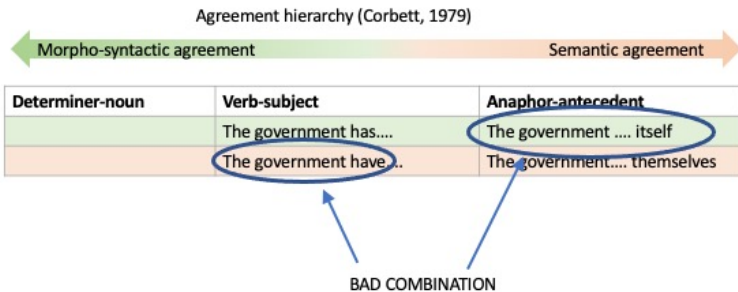 Agreement hierarchy (Corbett, 1979)
Morpho-syntactic agreement Semantic agreement
Determiner-noun Verb-subject Anaphor-antecedent
The government has.... The government .... itself
The government have.... The government.... themselves
BAD COMBINATION